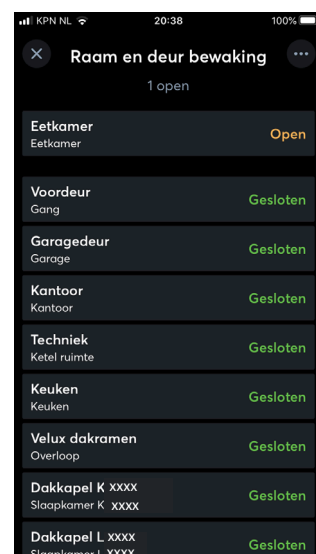 KPN NL 20:38 100%
Raam en deur bewaking
1 open
Eetkamer
Eetkamer
Open
Voordeur
Gang
Gesloten
Garagedeur
Garage
Gesloten
Kantoor
Kantoor
Gesloten
Techniek
Ketel ruimte
Gesloten
Keuken
Keuken
Gesloten
Velux dakramen
Overloop
Gesloten
Dakkapel K XXXX
Slaapkamer K XXXX
Gesloten
Dakkapel L XXXX
Slaapkamer L XXXX
Gesloten